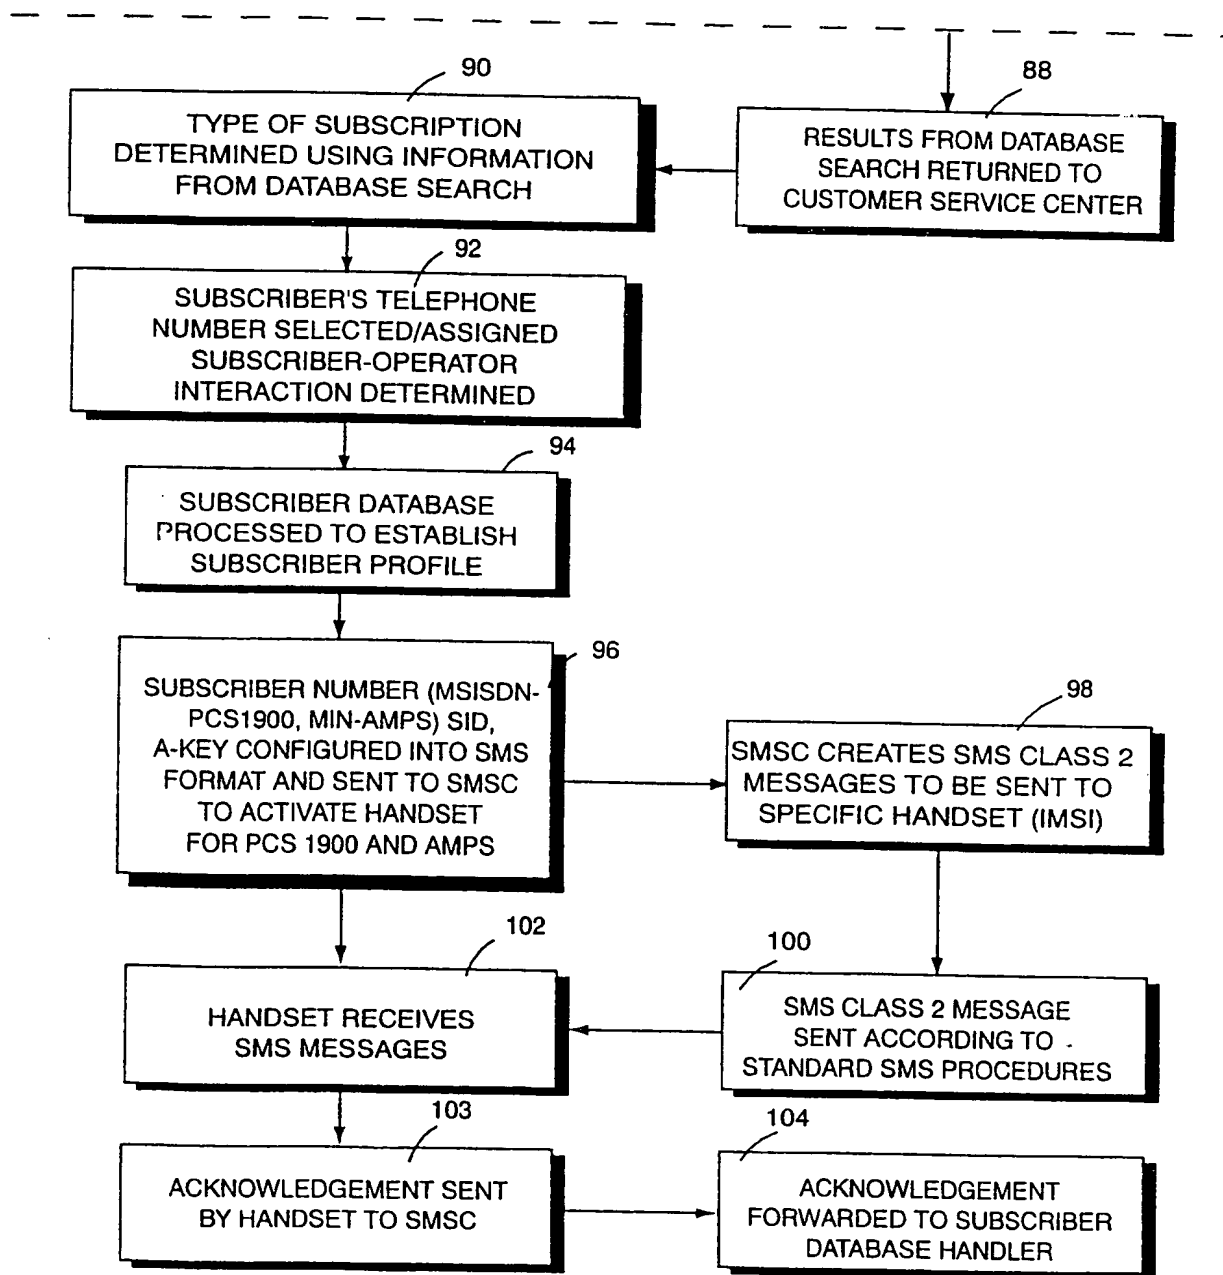 90
TYPE OF SUBSCRIPTION
DETERMINED USING INFORMATION
FROM DATABASE SEARCH
88
RESULTS FROM DATABASE
SEARCH RETURNED TO
CUSTOMER SERVICE CENTER
92
SUBSCRIBER'S TELEPHONE
NUMBER SELECTED/ASSIGNED
SUBSCRIBER-OPERATOR
INTERACTION DETERMINED
94
SUBSCRIBER DATABASE
PROCESSED TO ESTABLISH
SUBSCRIBER PROFILE
96
SUBSCRIBER NUMBER (MSISDN-
PCS1900, MIN-AMPS) SID,
A-KEY CONFIGURED INTO SMS
FORMAT AND SENT TO SMSC
TO ACTIVATE HANDSET
FOR PCS 1900 AND AMPS
98
SMSC CREATES SMS CLASS 2
MESSAGES TO BE SENT TO
SPECIFIC HANDSET (IMSI)
102
HANDSET RECEIVES
SMS MESSAGES
100
SMS CLASS 2 MESSAGE
SENT ACCORDING TO
STANDARD SMS PROCEDURES
103
ACKNOWLEDGEMENT SENT
BY HANDSET TO SMSC
104
ACKNOWLEDGEMENT
FORWARDED TO SUBSCRIBER
DATABASE HANDLER